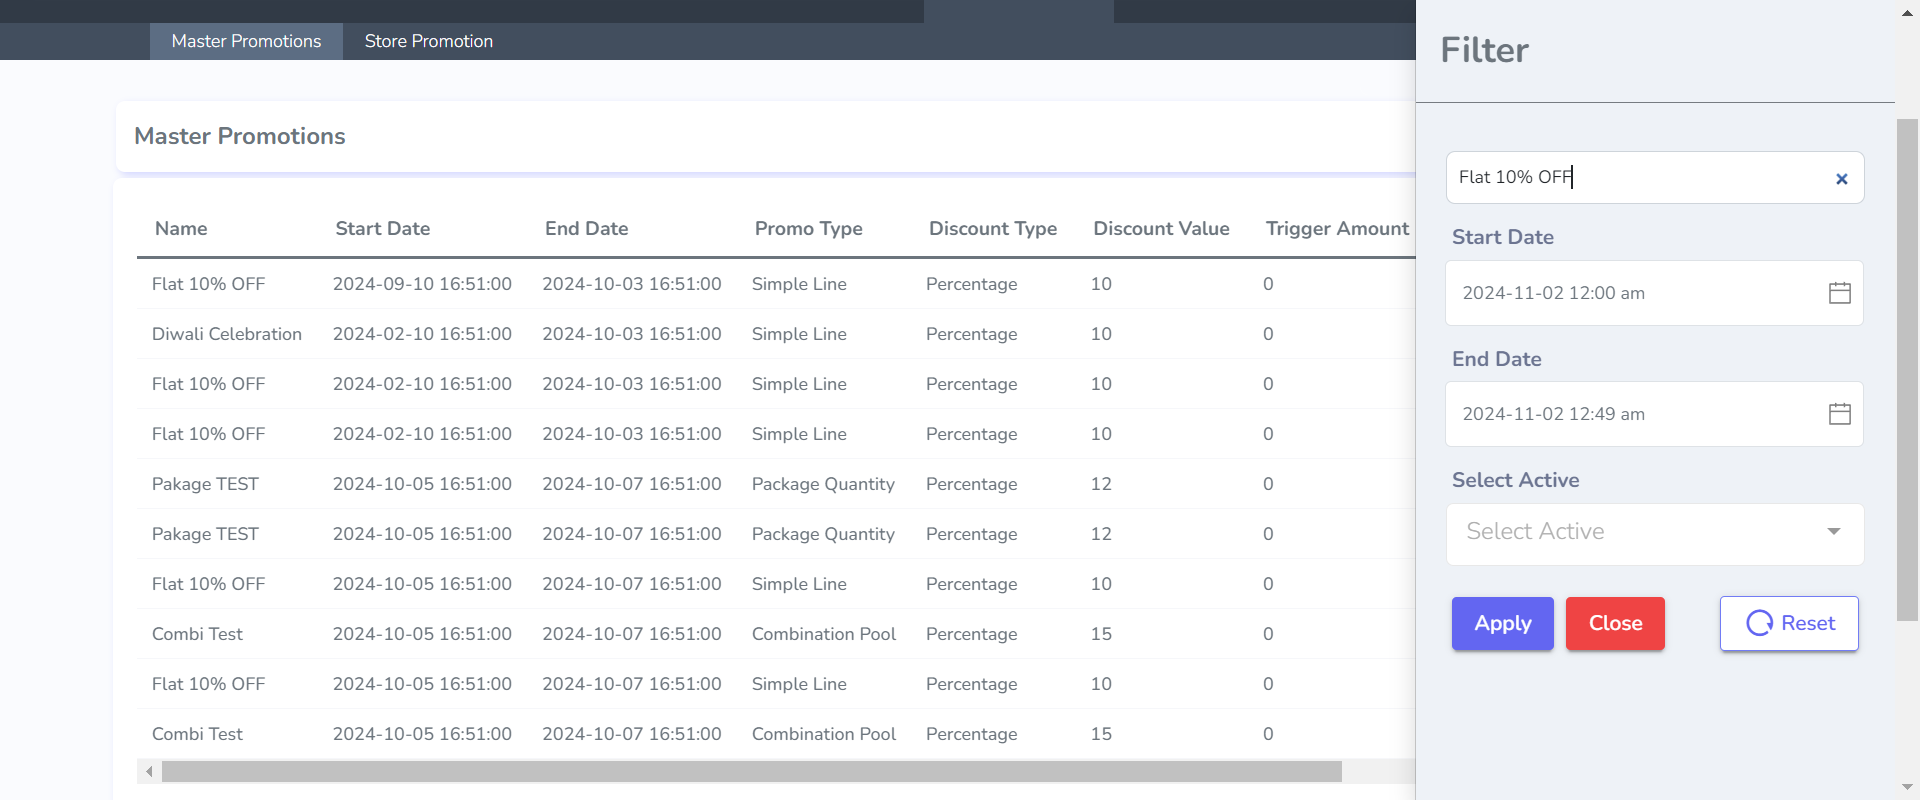 Master Promotions Store Promotion
Master Promotions
Name Start Date End Date Promo Type Discount Type Discount Value Trigger Amount
Flat 10% OFF 2024-09-10 16:51:00 2024-10-03 16:51:00 Simple Line Percentage 10 0
Diwali Celebration 2024-02-10 16:51:00 2024-10-03 16:51:00 Simple Line Percentage 10 0
Flat 10% OFF 2024-02-10 16:51:00 2024-10-03 16:51:00 Simple Line Percentage 10 0
Flat 10% OFF 2024-02-10 16:51:00 2024-10-03 16:51:00 Simple Line Percentage 10 0
Pakage TEST 2024-10-05 16:51:00 2024-10-07 16:51:00 Package Quantity Percentage 12 0
Pakage TEST 2024-10-05 16:51:00 2024-10-07 16:51:00 Package Quantity Percentage 12 0
Flat 10% OFF 2024-10-05 16:51:00 2024-10-07 16:51:00 Simple Line Percentage 10 0
Combi Test 2024-10-05 16:51:00 2024-10-07 16:51:00 Combination Pool Percentage 15 0
Flat 10% OFF 2024-10-05 16:51:00 2024-10-07 16:51:00 Simple Line Percentage 10 0
Combi Test 2024-10-05 16:51:00 2024-10-07 16:51:00 Combination Pool Percentage 15 0
Filter
Flat 10% OFF
Start Date
2024-11-02 12:00 am
End Date
2024-11-02 12:49 am
Select Active
Select Active
Apply Close Reset